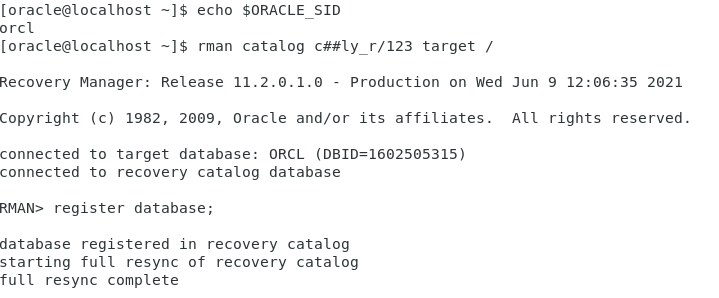 [oracle@localhost ~]$ echo $ORACLE_SID
orcl
[oracle@localhost ~]$ rman catalog c##ly_r/123 target /
Recovery Manager: Release 11.2.0.1.0 - Production on Wed Jun 9 12:06:35 2021
Copyright (c) 1982, 2009, Oracle and/or its affiliates.  All rights reserved.
connected to target database: ORCL (DBID=1602505315)
connected to recovery catalog database
RMAN> register database;
database registered in recovery catalog
starting full resync of recovery catalog
full resync complete